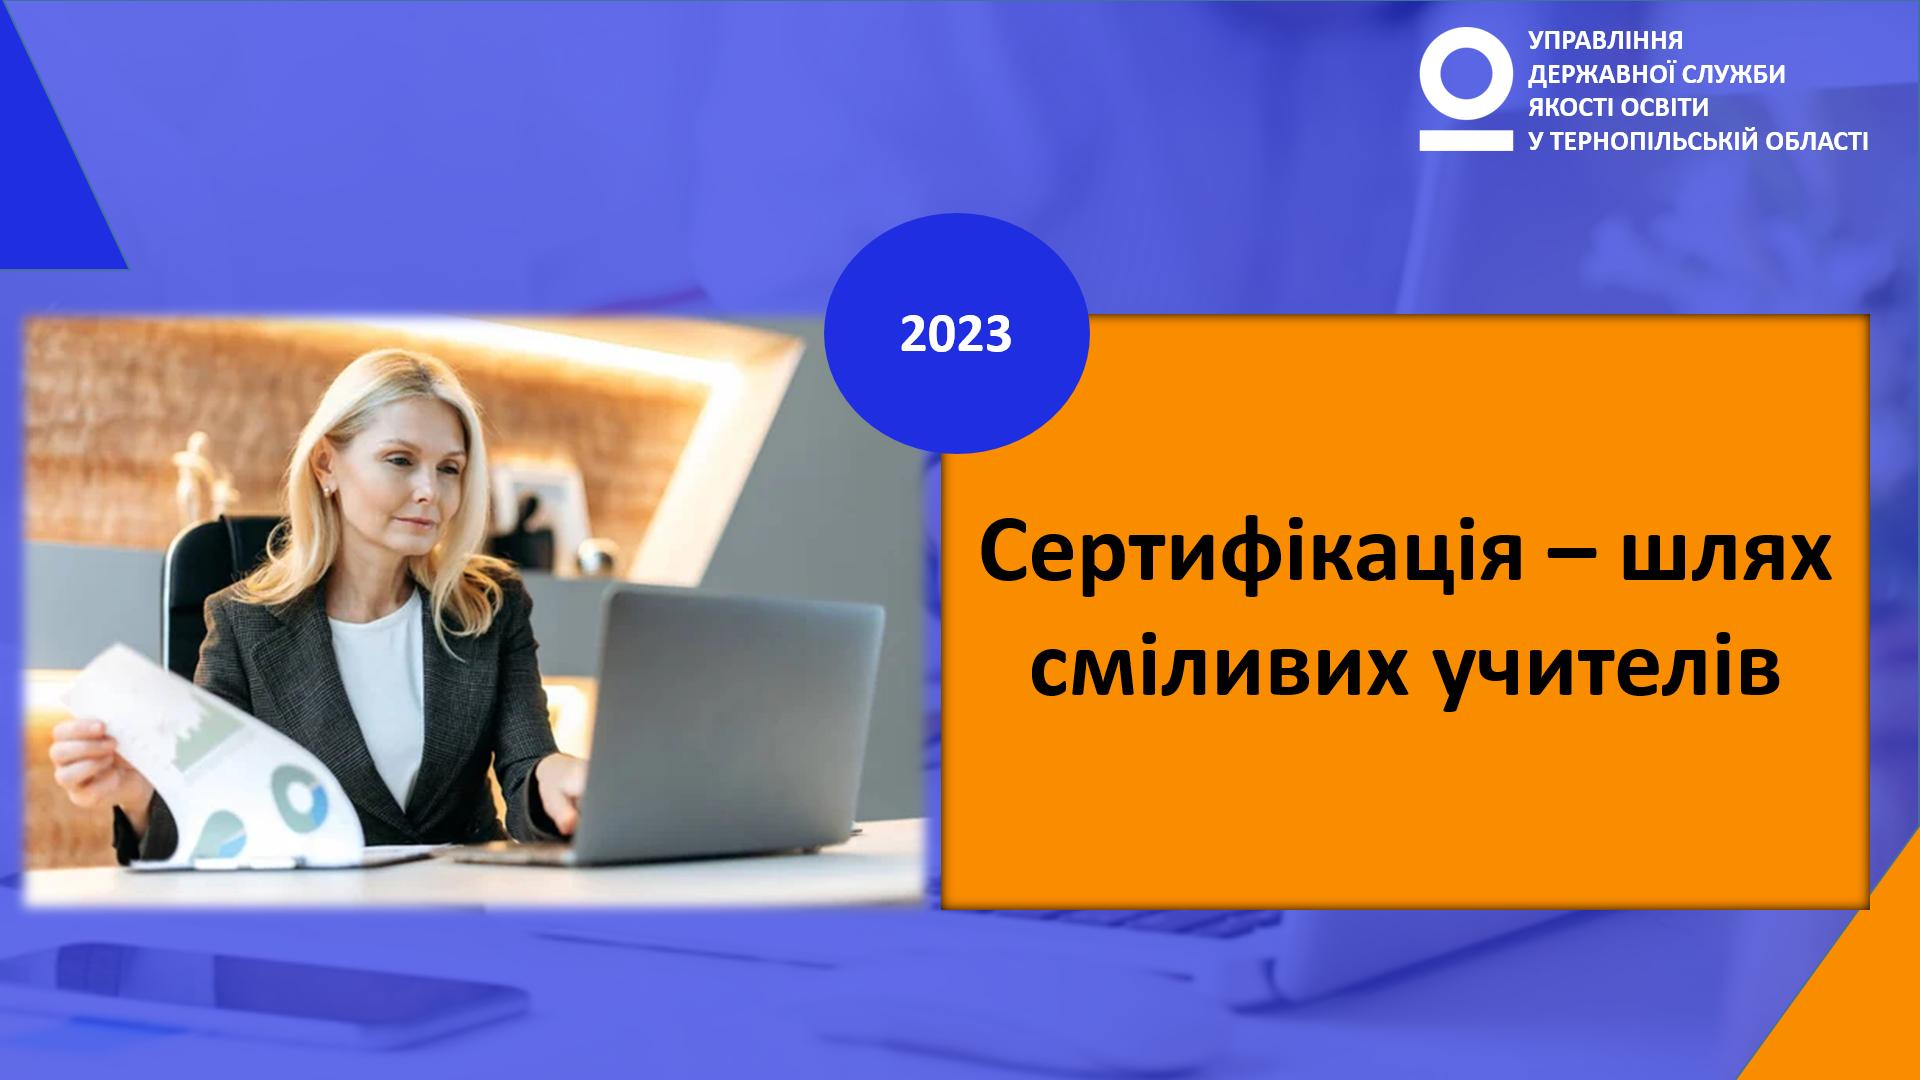 УПРАВЛІННЯ
ДЕРЖАВНОЇ СЛУЖБИ
ЯКОСТІ ОСВІТИ
У ТЕРНОПІЛЬСЬКІЙ ОБЛАСТІ
2023
Сертифікація – шлях
сміливих учителів